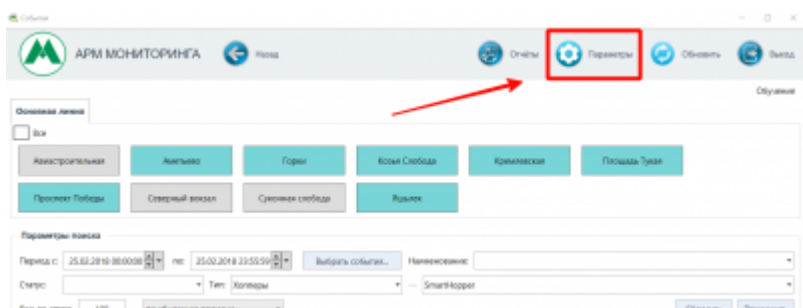 События
АРМ МОНИТОРИНГА Назад Отчёты Параметры Обновить Выход
Обучение
Основная линия
Все
Авиастроительная Аметьево Горки Козья Слобода Кремлевская Площадь Тукая
Проспект Победы Северный вокзал Суконная слобода Яшьлек
Параметры поиска
Период с: 25.02.2018 00:00:00 по: 25.02.2018 23:55:59 Выбрать события... Наименование:
Статус: Тип: Хопперы SmartHopper